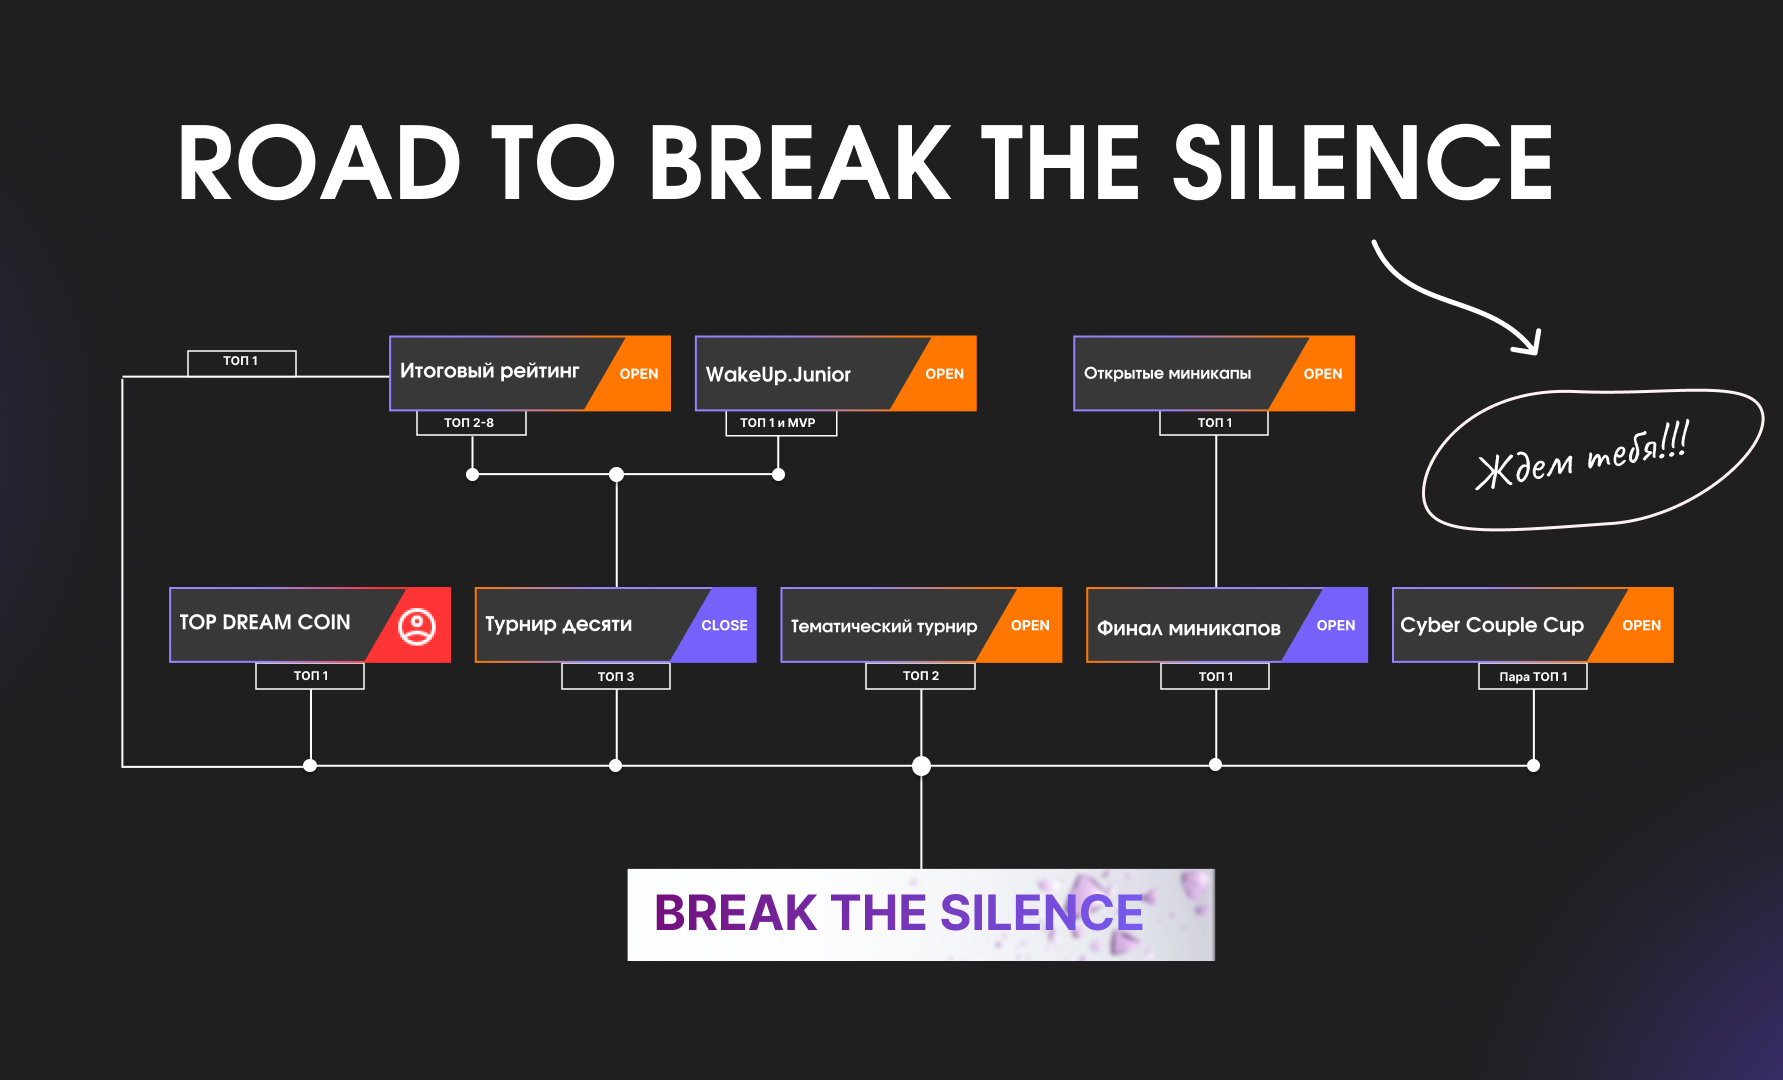 ROAD TO BREAK THE SILENCE
ТОП 1
Итоговый рейтинг
OPEN
ТОП 2-8
WakeUp.Junior
OPEN
ТОП 1 и MVP
Открытые миникапы
OPEN
ТОП 1
Ждем тебя!!!
TOP DREAM COIN
ТОП 1
Турнир десяти
CLOSE
ТОП 3
Тематический турнир
OPEN
ТОП 2
Финал миникапов
OPEN
ТОП 1
Cyber Couple Cup
OPEN
Пара ТОП 1
BREAK THE SILENCE